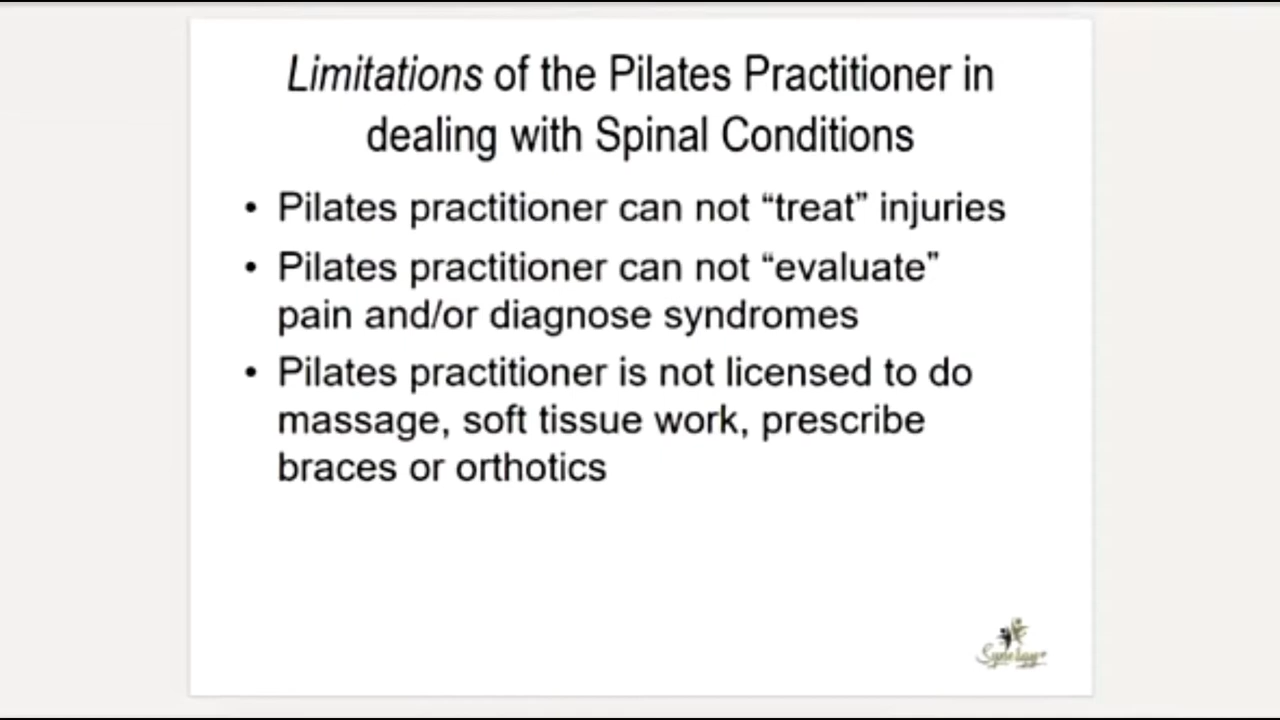 Limitations of the Pilates Practitioner in
dealing with Spinal Conditions
• Pilates practitioner can not “treat” injuries
• Pilates practitioner can not “evaluate”
pain and/or diagnose syndromes
• Pilates practitioner is not licensed to do
massage, soft tissue work, prescribe
braces or orthotics